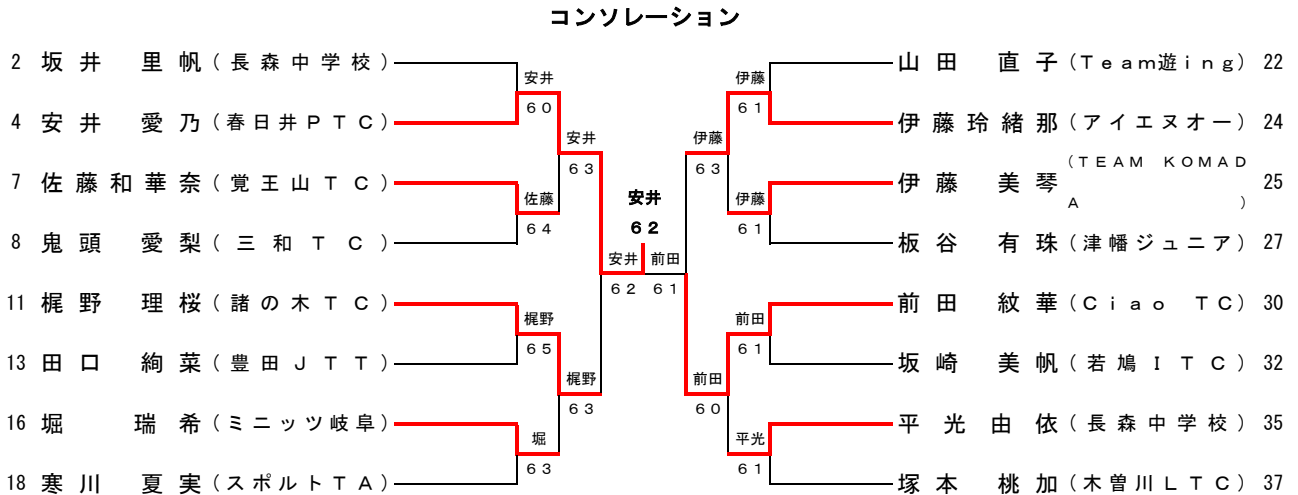 コンソレーション
2 坂井 里帆(長森中学校)
4 安井 愛乃(春日井PTC)
7 佐藤和華奈(覚王山TC)
8 鬼頭 愛梨(三和TC)
11 梶野 理桜(諸の木TC)
13 田口 絢菜(豊田JTT)
16 堀 瑞希(ミニッツ岐阜)
18 寒川 夏実(スポルトTA)
安井
60
佐藤
64
梶野
65
堀
63
安井
63
梶野
63
安井
62
安井
62
前田
61
伊藤
63
前田
60
伊藤
61
伊藤
61
前田
61
平光
61
山田 直子(Team遊ing) 22
伊藤玲緒那(アイエヌオー) 24
伊藤 美琴(TEAM KOMAD
A) 25
板谷 有珠(津幡ジュニア) 27
前田 紋華(Ciao TC) 30
坂崎 美帆(若鳩ITC) 32
平光由依(長森中学校) 35
塚本 桃加(木曽川LTC) 37